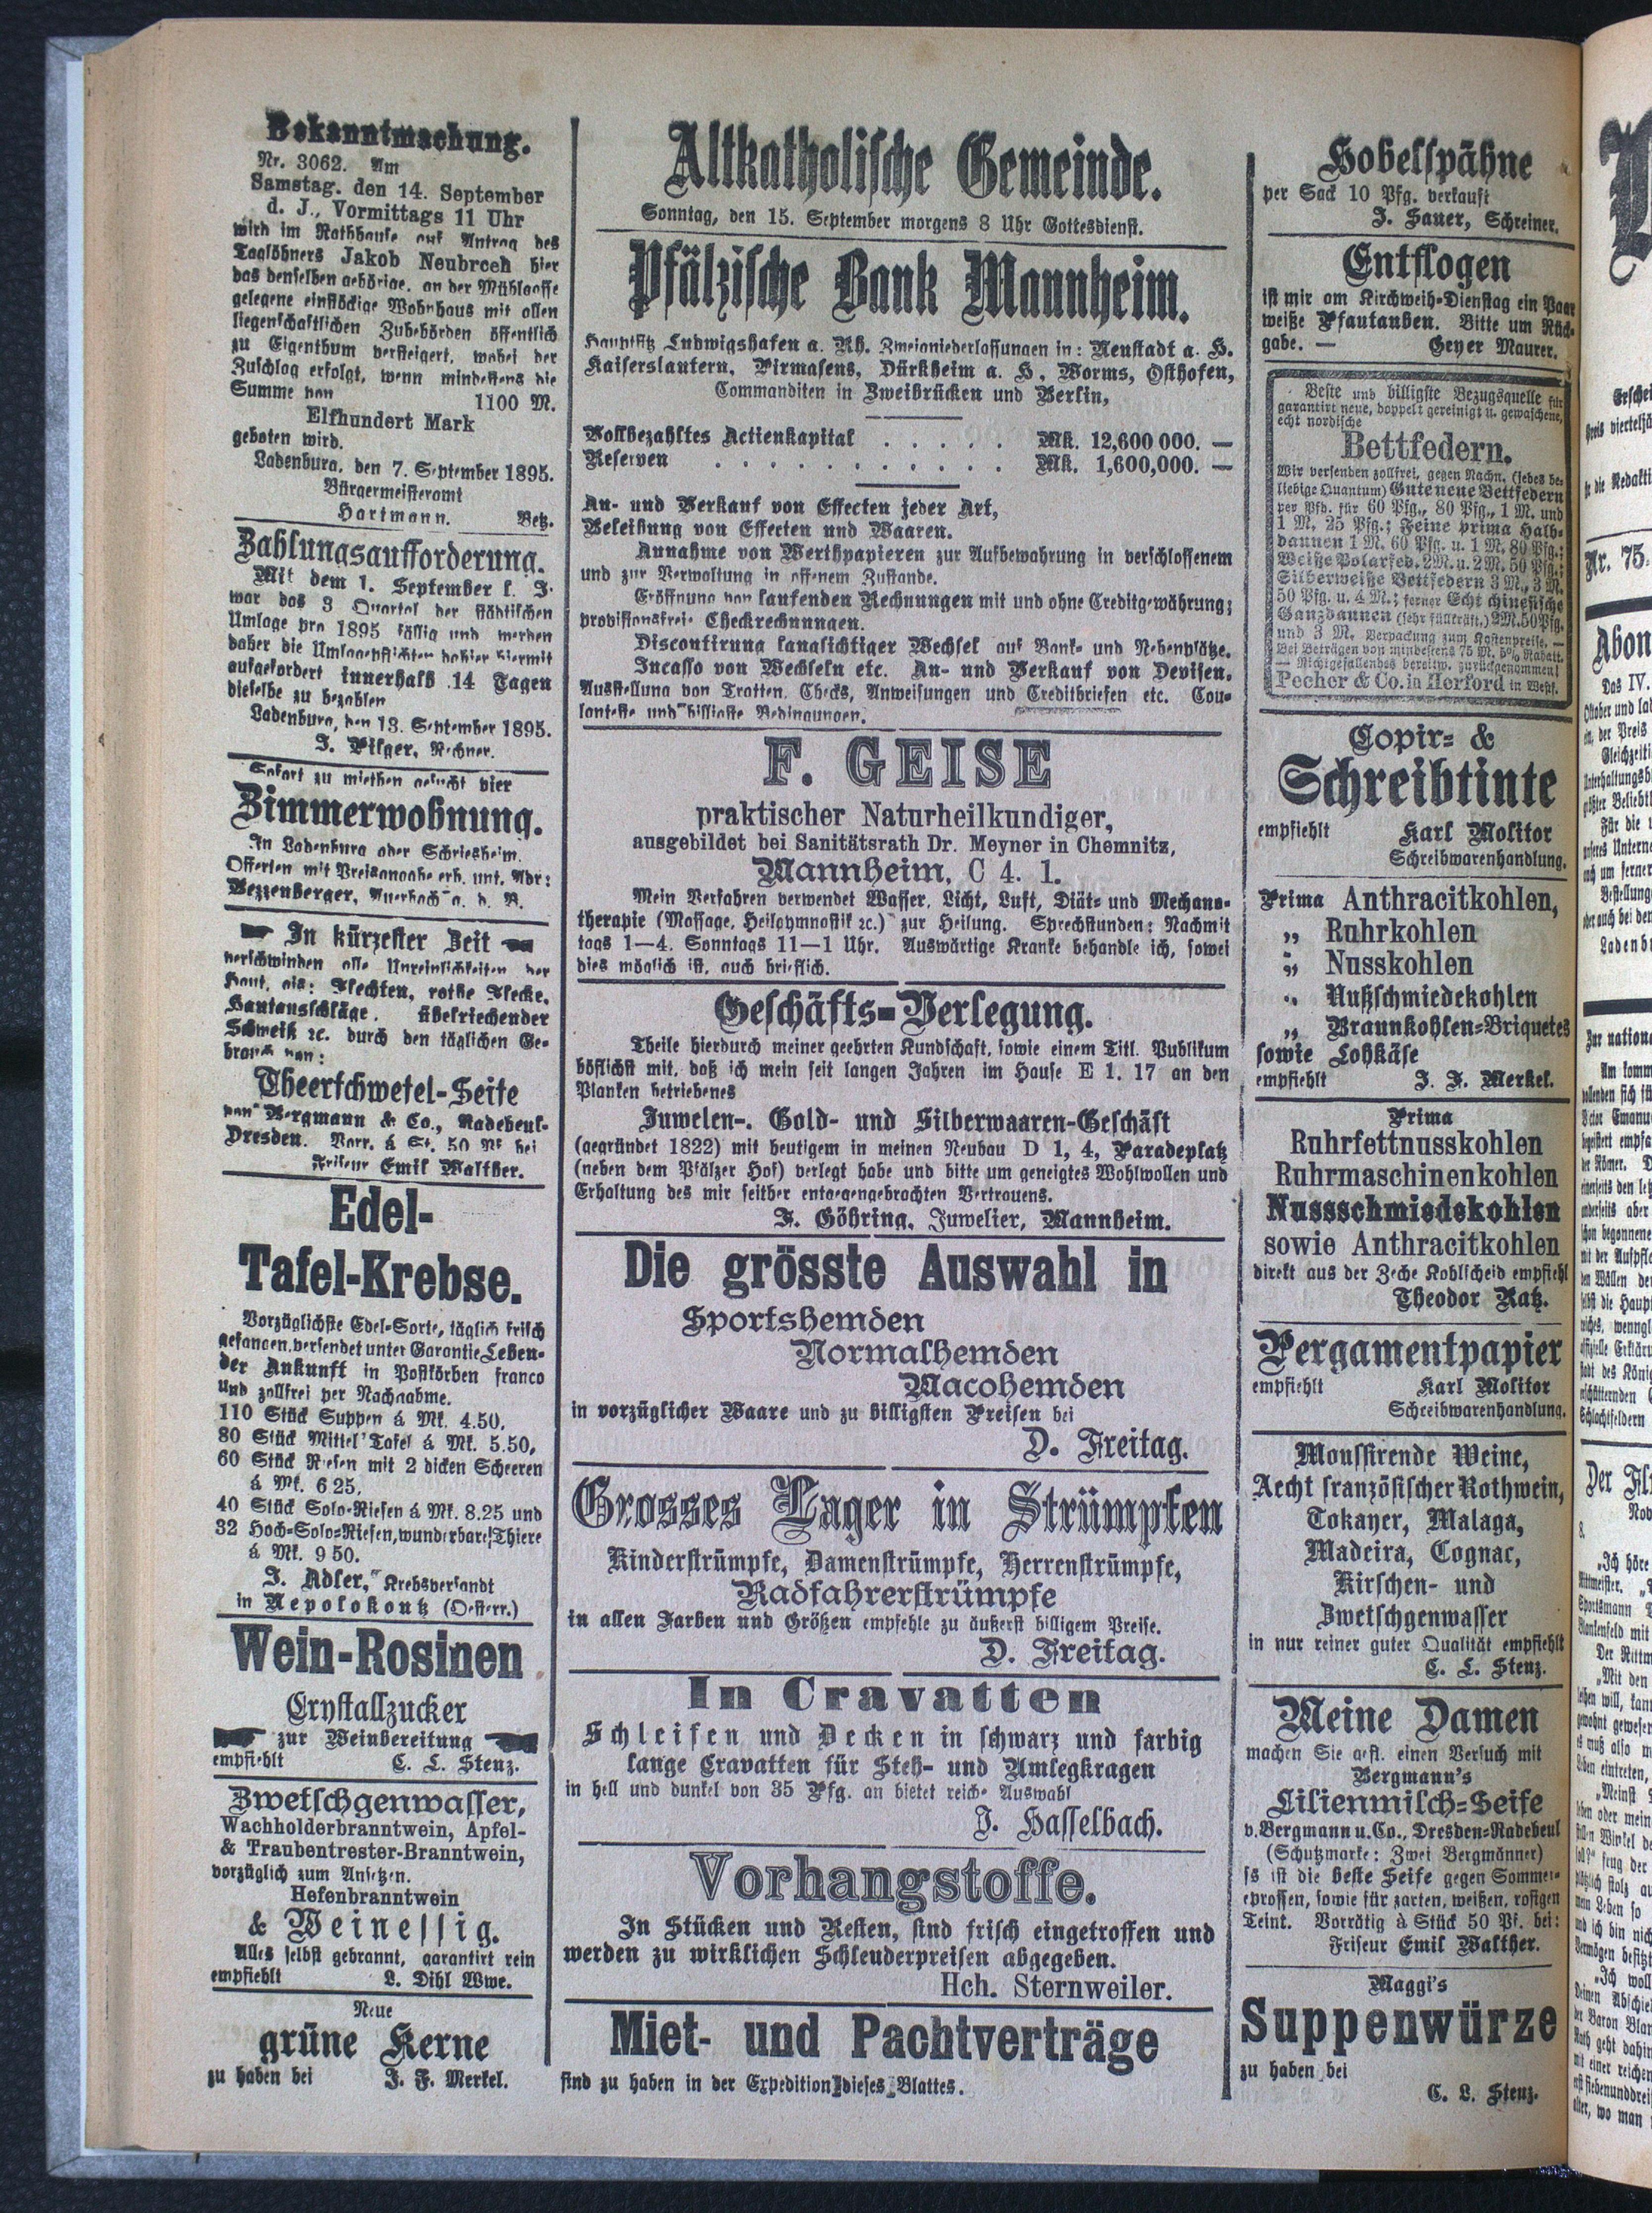 Bekanntmachung.
Nr. 3062. Am
Samstag, den 14. September
d. J., Vormittags 11 Uhr
wird im Rathhause auf Antrag des
Taglöhners Jakob Neubrech hier
das denselben gehörige, an der Mühlgasse
gelegene einstöckige Wohnhaus mit allen
liegenschaftlichen Zubehörden öffentlich
zu Eigenthum versteigert, wobei der
Zuschlag erfolgt, wenn mindestens die
Summe von 1100 M.
Elfhundert Mark
geboten wird.
Ladenburg, den 7. September 1895.
Bürgermeisteramt
Hartmann. Betz.
Zahlungsaufforderung.
Mit dem 1. September l. J.
war das 3 Quartal der städtischen
Umlage pro 1895 fällig und werden
daher die Umlagepflichten dahier hiermit
aufgefordert innerhalb 14 Tagen
dieselbe zu bezahlen
Ladenburg, den 13. September 1895.
J. Pilger, Rechner.
Sofort zu miethen gesucht vier
Zimmerwohnung.
In Ladenburg oder Schriesheim.
Offerten mit Preisangabe erb. unt. Adr:
Bezzenberger, Auerbach a. d. B.
In kürzester Zeit
verschwinden alle Unreinlichkeiten der
Haut, als: Flechten, rothe Flecke,
Hautausschläge, übelriechender
Schweiß ꝛc. durch den täglichen Ge-
brauch von:
Theerschwefel-Seife
von Bergmann & Co., Radebeul-
Dresden. Vorr. á St. 50 Pf bei
Friseur Emil Walther.
Edel-
Tafel-Krebse.
Vorzüglichste Edel-Sorte, täglich frisch
gefangen, versendet unter Garantie Leben-
der Ankunft in Postkörben franco
und zollfrei per Nachnahme.
110 Stück Suppen á Mk. 4.50,
80 Stück Mittel Tafel á Mk. 5.50,
60 Stück Riesen mit 2 dicken Scheeren
á Mk. 6 25,
40 Stück Solo-Riesen á Mk. 8.25 und
32 Hoch-Solo-Riesen, wunderbare Thiere
á Mk. 9 50.
J. Adler, Krebsversandt
in Nepolokoutz (Oesterr.)
Wein-Rosinen
Crystallzucker
zur Weinbereitung
empfiehlt C. L. Stenz.
Zwetschgenwasser,
Wachholderbranntwein, Apfel-
& Traubentrester-Branntwein,
vorzüglich zum Ansetzen.
Hefenbranntwein
& Weinessig.
Alles selbst gebrannt, garantirt rein
empfiehlt L. Dihl Wwe.
Neue
grüne Kerne
zu haben bei J. F. Merkel.
Altkatholische Gemeinde.
Sonntag, den 15. September morgens 8 Uhr Gottesdienst.
Pfälzische Bank Mannheim.
Hauptsitz Ludwigshafen a. Rh. Zweigniederlassungen in: Neustadt a. H.
Kaiserslautern, Pirmasens, Dürkheim a. H, Worms, Osthofen,
Commanditen in Zweibrücken und Berlin,
Vollbezahltes Actienkapital . . . . . Mk. 12,600 000. —
Reserven . . . . . . . . . . Mk. 1,600,000. —
An- und Verkauf von Effecten jeder Art,
Beleihung von Effecten und Waaren.
Annahme von Werthpapieren zur Aufbewahrung in verschlossenem
und zur Verwaltung in offenem Zustande.
Eröffnung von laufenden Rechnungen mit und ohne Creditgewährung;
provisionsfreie Checkrechnungen.
Discontirung langsichtiger Wechsel auf Bank- und Nebenplätze.
Incasso von Wechseln etc. An- und Verkauf von Devisen,
Ausstellung von Tratten, Checks, Anweisungen und Creditbriefen etc. Cou-
lanteste und billigste Bedingungen.
F. GEISE
praktischer Naturheilkundiger,
ausgebildet bei Sanitätsrath Dr. Meyner in Chemnitz,
Mannheim, C 4. 1.
Mein Verfahren verwendet Wasser, Licht, Luft, Diät- und Mechano-
therapie (Massage, Heilgymnastik ꝛc.) zur Heilung. Sprechstunden: Nachmit
tags 1—4. Sonntags 11—1 Uhr. Auswärtige Kranke behandle ich, sowei
dies möglich ist, auch brieflich.
Geschäfts-Verlegung.
Theile hierdurch meiner geehrten Kundschaft, sowie einem Titl. Publikum
höflichst mit, daß ich mein seit langen Jahren im Hause E 1. 17 an den
Planken betriebenes
Juwelen-, Gold- und Silberwaaren-Geschäft
(gegründet 1822) mit heutigem in meinen Neubau D 1, 4, Paradeplatz
(neben dem Pfälzer Hof) verlegt habe und bitte um geneigtes Wohlwollen und
Erhaltung des mir seither entgegengebrachten Vertrauens.
F. Göhring, Juwelier, Mannheim.
Die grösste Auswahl in
Sportshemden
Normalhemden
Macohemden
in vorzüglicher Waare und zu billigsten Preisen bei
D. Freitag.
Grosses Lager in Strümpfen
Kinderstrümpfe, Damenstrümpfe, Herrenstrümpfe,
Radfahrerstrümpfe
in allen Farben und Größen empfehle zu äußerst billigem Preise.
D. Freitag.
In Cravatten
Schleifen und Decken in schwarz und farbig
lange Cravatten für Steh- und Umlegkragen
in hell und dunkel von 35 Pfg. an bietet reiche Auswahl
J. Hasselbach.
Vorhangstoffe.
In Stücken und Resten, sind frisch eingetroffen und
werden zu wirklichen Schleuderpreisen abgegeben.
Hch. Sternweiler.
Miet- und Pachtverträge
sind zu haben in der Expedition dieses Blattes.
Hobelspähne
per Sack 10 Pfg. verkauft
J. Sauer, Schreiner.
Entflogen
ist mir am Kirchweih-Dienstag ein Paar
weiße Pfautauben. Bitte um Rück-
gabe. — Geyer Maurer.
Beste und billigste Bezugsquelle für
garantirt neue, doppelt gereinigt u. gewaschene,
echt nordische
Bettfedern.
Wir versenden zollfrei, gegen Nachn. (jedes be-
liebige Quantum) Gute neue Bettfedern
per Pfd. für 60 Pfg., 80 Pfg., 1 M. und
1 M. 25 Pfg.; Feine prima Halb-
daunen 1 M. 60 Pfg. u. 1 M. 80 Pfg.;
Weiße Polarfed. 2 M. u. 2 M. 50 Pfg.;
Silberweiße Bettfedern 3 M., 3 M.
50 Pfg. u. 4 M.; ferner Echt chinesische
Ganzdaunen (sehr füllkräft.) 2 M. 50 Pfg.
und 3 M. Verpackung zum Kostenpreise. —
Bei Beträgen von mindestens 75 M. 5% Rabatt.
— Nichtgefallendes bereitw. zurückgenommen!
Pecher & Co. in Herford in Westf.
Copir- &
Schreibtinte
empfiehlt Karl Molitor
Schreibwarenhandlung.
Prima Anthracitkohlen,
„ Ruhrkohlen
„ Nusskohlen
„ Nußschmiedekohlen
„ Braunkohlen-Briquetes
sowie Lohkäse
empfiehlt J. F. Merkel.
Prima
Ruhrfettnusskohlen
Ruhrmaschinenkohlen
Nussschmiedekohlen
sowie Anthracitkohlen
direkt aus der Zeche Kohlscheid empfiehl
Theodor Katz.
Pergamentpapier
empfiehlt Karl Molitor
Schreibwarenhandlung.
Moussirende Weine,
Aecht französischer Rothwein,
Tokayer, Malaga,
Madeira, Cognac,
Kirschen- und
Zwetschgenwasser
in nur reiner guter Qualität empfiehlt
C. L. Stenz.
Meine Damen
machen Sie gefl. einen Versuch mit
Bergmann's
Lilienmilch-Seife
v. Bergmann u. Co., Dresden-Radebeul
(Schutzmarke: Zwei Bergmänner)
ss ist die beste Seife gegen Sommer-
eprossen, sowie für zarten, weißen, rosigen
Teint. Vorrätig à Stück 50 Pf. bei:
Friseur Emil Walther.
Maggi's
Suppenwürze
zu haben bei
C. L. Stenz.
Nr. 75.